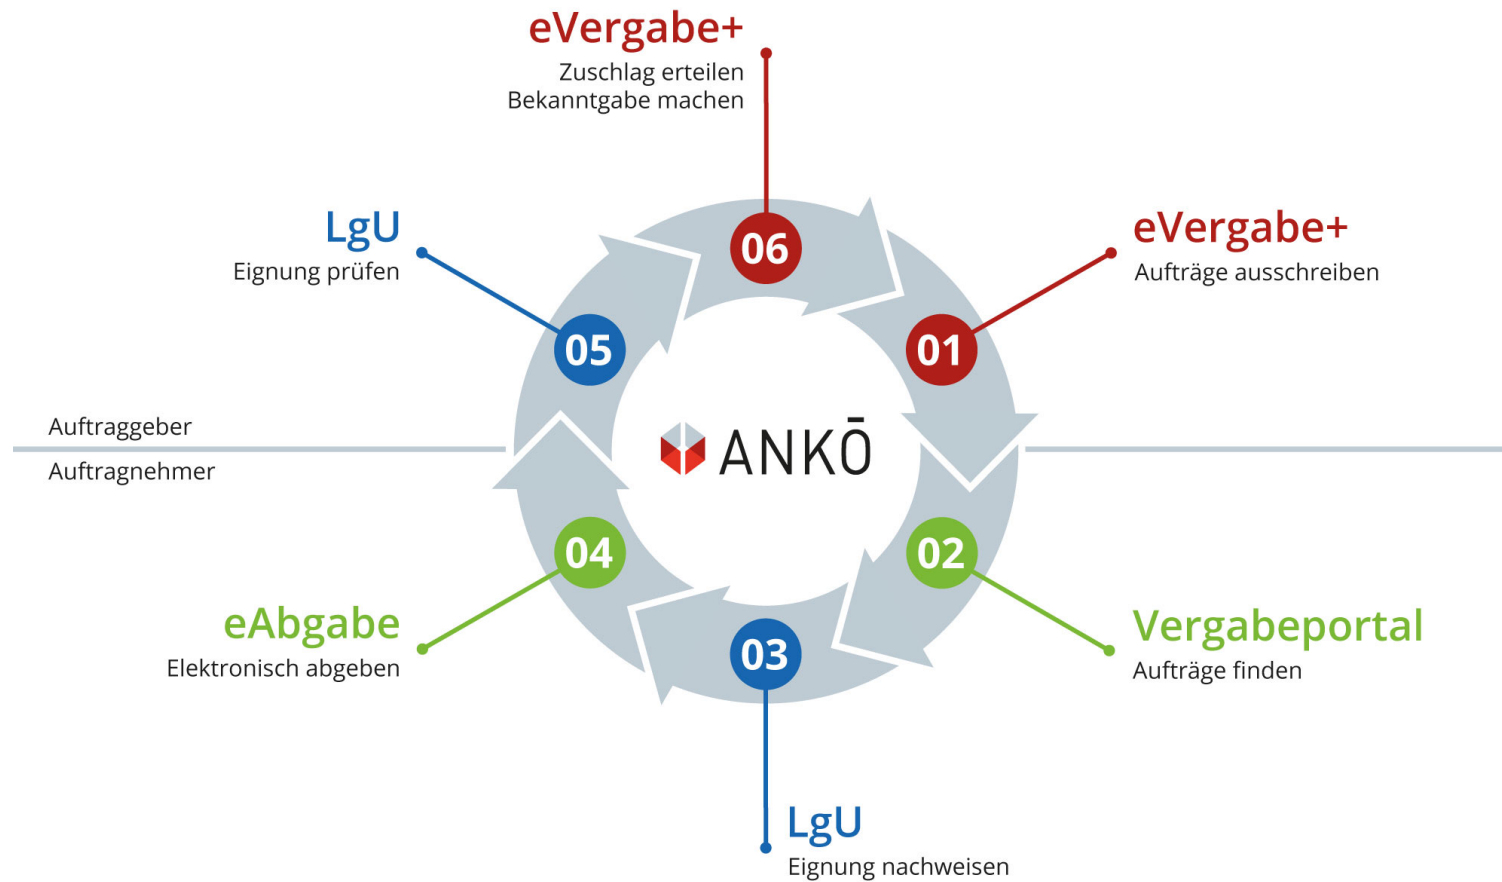 eVergabe+
Zuschlag erteilen
Bekanntgabe machen
06
eVergabe+
Aufträge ausschreiben
01
LgU
Eignung prüfen
05
Auftraggeber
Auftragnehmer
ANKŌ
02
Vergabeportal
Aufträge finden
04
eAbgabe
Elektronisch abgeben
03
LgU
Eignung nachweisen